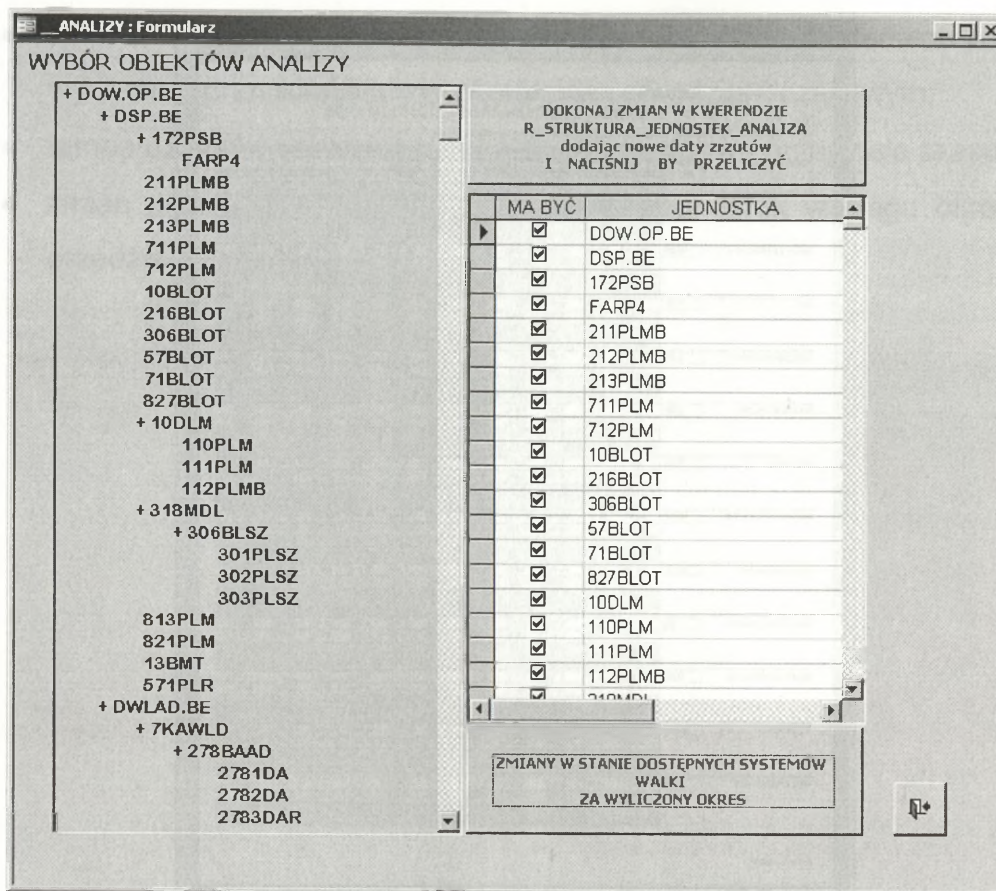 __ANALIZY : Formularz
WYBÓR OBIEKTÓW ANALIZY
+ DOW.OP.BE
+ DSP.BE
+ 172PSB
FARP4
211PLMB
212PLMB
213PLMB
711PLM
712PLM
10BLOT
216BLOT
306BLOT
57BLOT
71BLOT
827BLOT
+ 10DLM
110PLM
111PLM
112PLMB
+ 318MDL
+ 306BLSZ
301PLSZ
302PLSZ
303PLSZ
813PLM
821PLM
13BMT
571PLR
+ DWLAD.BE
+ 7KAWLD
+ 278BAAD
2781DA
2782DA
2783DAR
DOKONAJ ZMIAN W KWERENDZIE
R_STRUKTURA_JEDNOSTEK_ANALIZA
dodając nowe daty zrzutów
I NACIŚNIJ BY PRZELICZYĆ
MA BYĆ JEDNOSTKA
DOW.OP.BE
DSP.BE
172PSB
FARP4
211PLMB
212PLMB
213PLMB
711PLM
712PLM
10BLOT
216BLOT
306BLOT
57BLOT
71BLOT
827BLOT
10DLM
110PLM
111PLM
112PLMB
318MDL
ZMIANY W STANIE DOSTĘPNYCH SYSTEMOW
WALKI
ZA WYLICZONY OKRES